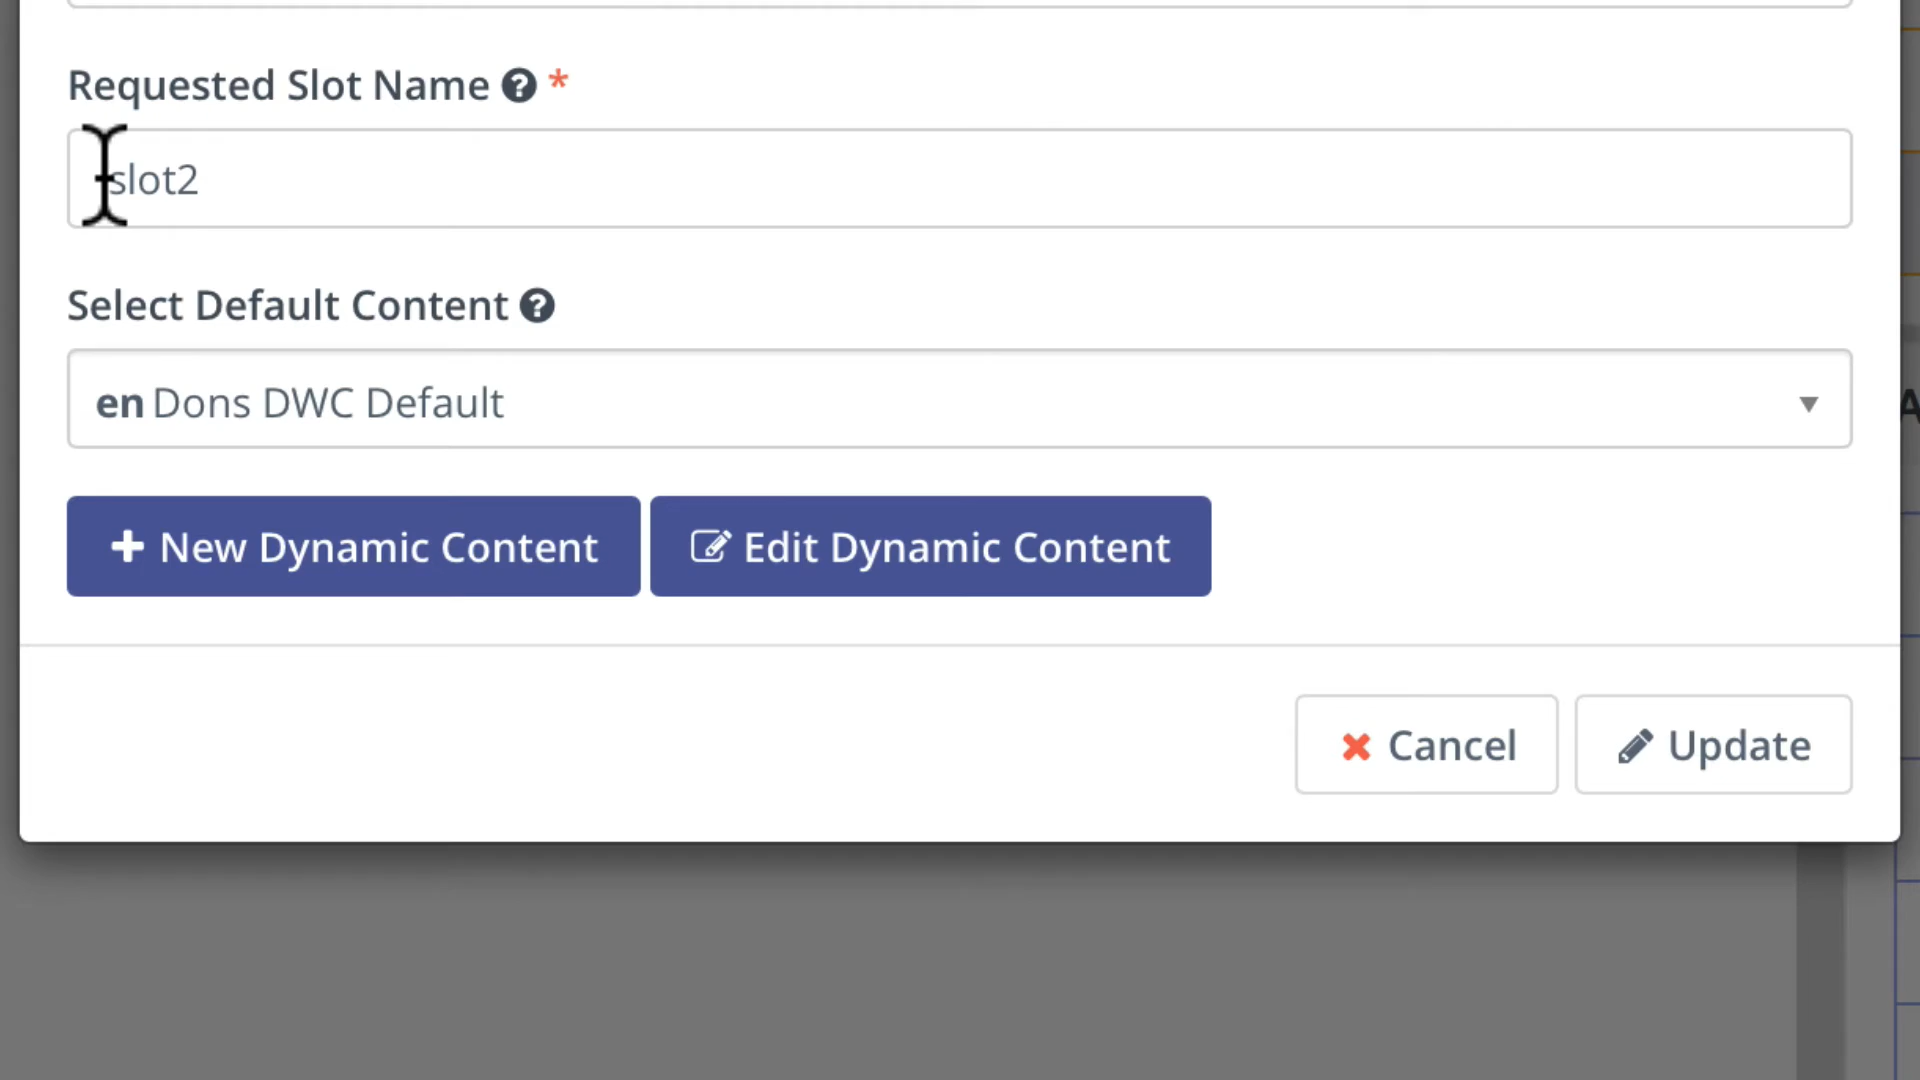 Requested Slot Name ? *
slot2
Select Default Content ?
en Dons DWC Default
New Dynamic Content
Edit Dynamic Content
Cancel
Update